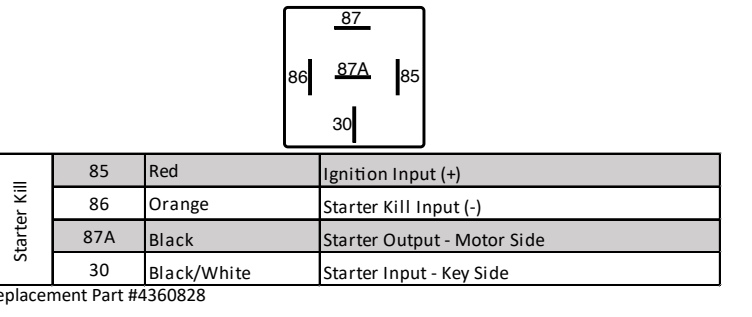 87
86 87A 85
30
Starter Kill
85 Red Ignition Input (+)
86 Orange Starter Kill Input (-)
87A Black Starter Output - Motor Side
30 Black/White Starter Input - Key Side
eplacement Part #4360828